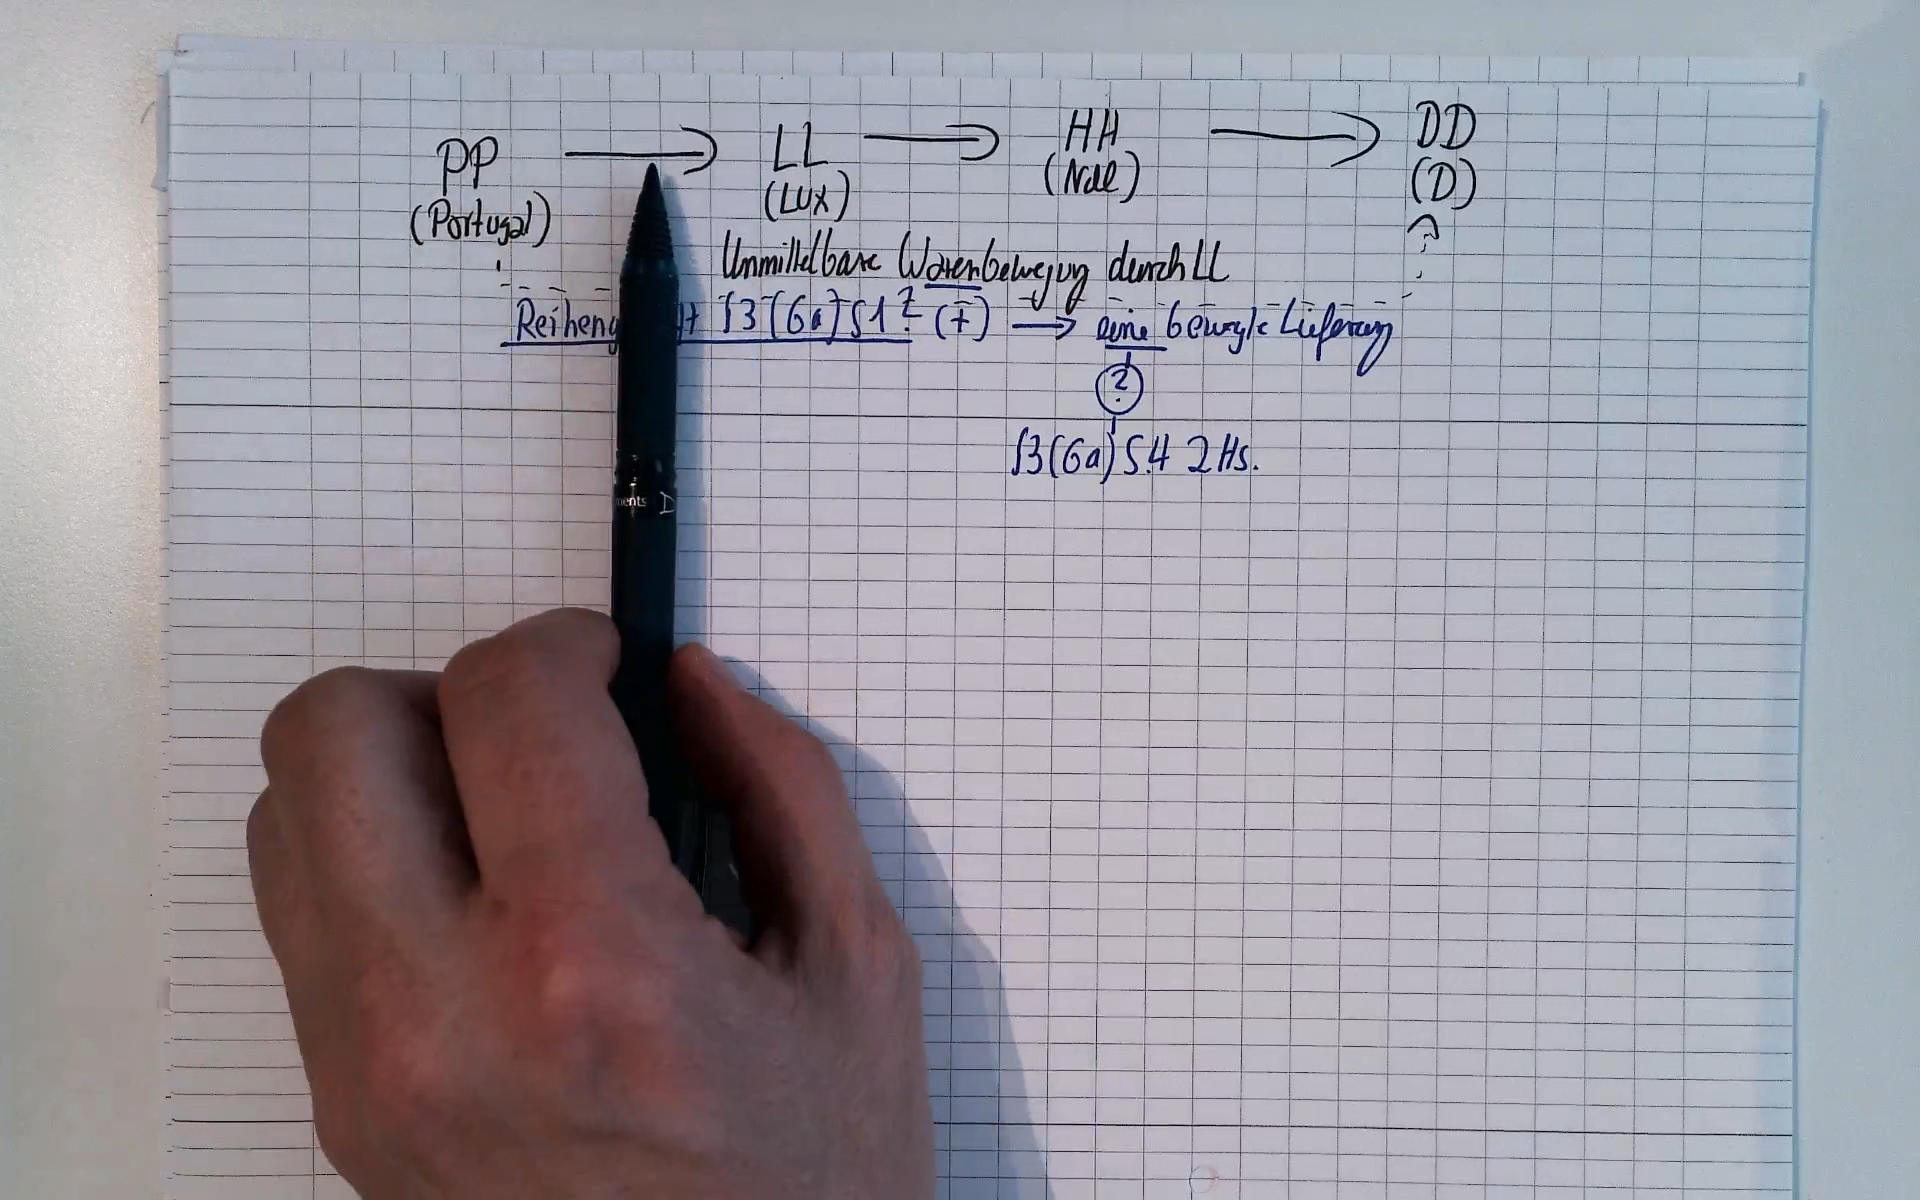 PP LL HH DD
(Portugal) (LUX) (Ndl) (D)
Unmittelbare Warenbewegung durch LL
Reiheng t §3(6a) S1? (+) → eine bewegte Lieferung
?
§3(6a) S.4 2 Hs.
ments D